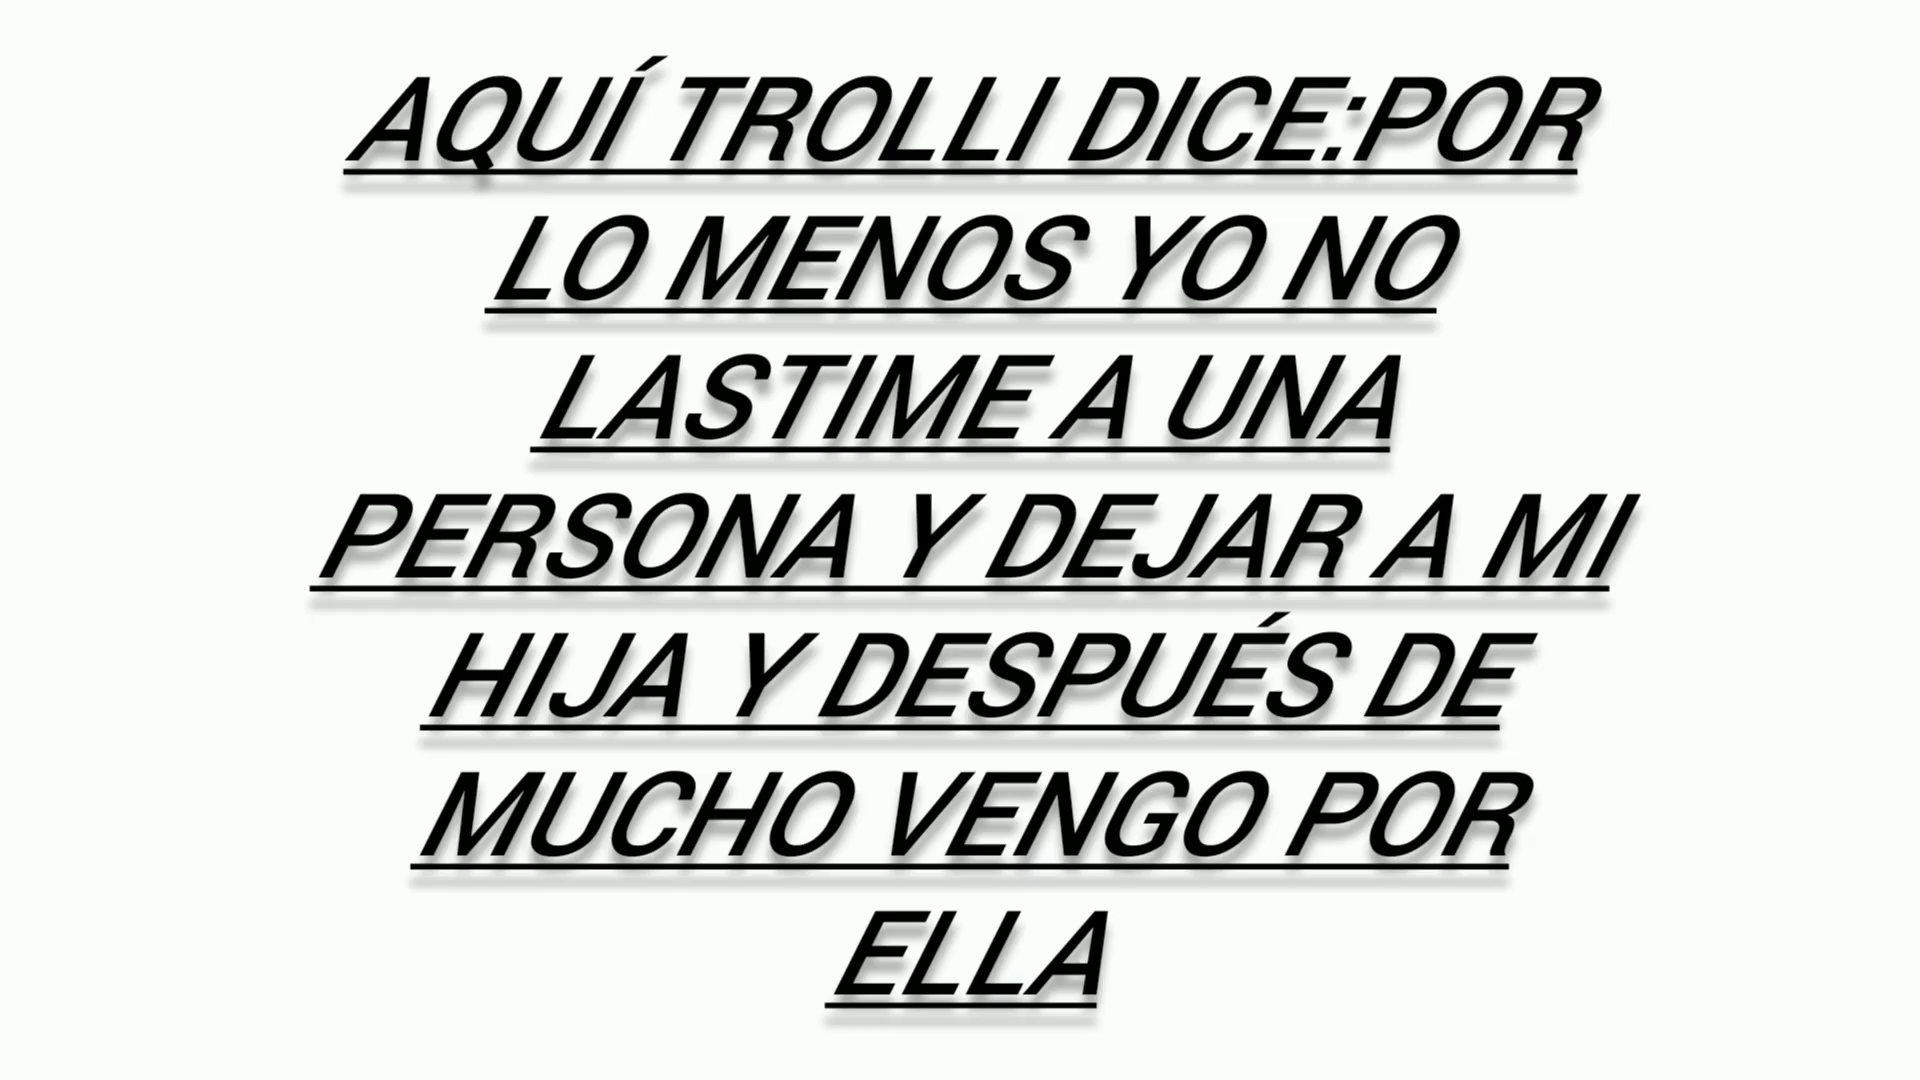 AQUÍ TROLLI DICE:POR
LO MENOS YO NO
LASTIME A UNA
PERSONA Y DEJAR A MI
HIJA Y DESPUÉS DE
MUCHO VENGO POR
ELLA